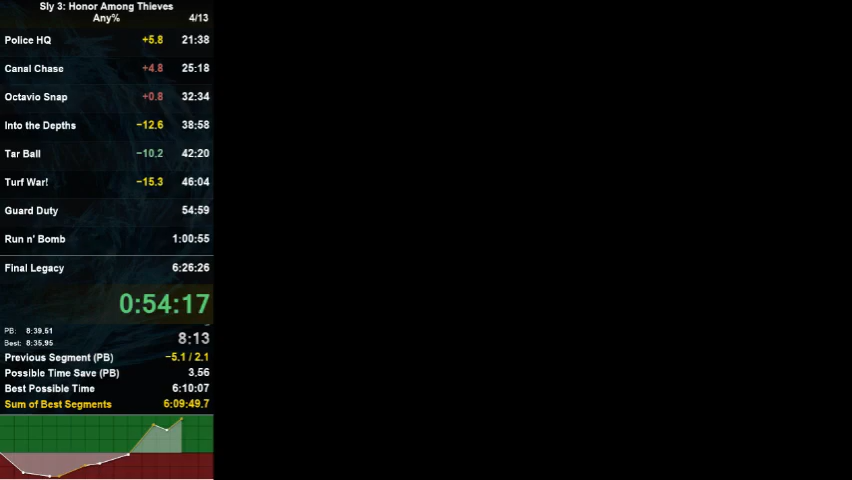 Sly 3: Honor Among Thieves
Any% 4/13
Police HQ +5.8 21:38
Canal Chase +4.8 25:18
Octavio Snap +0.8 32:34
Into the Depths −12.6 38:58
Tar Ball −10.2 42:20
Turf War! −15.3 46:04
Guard Duty 54:59
Run n' Bomb 1:00:55
Final Legacy 6:26:26
0:54:17
PB: 8:39.51
Best: 8:35.95
8:13
Previous Segment (PB) −5.1 / 2.1
Possible Time Save (PB) 3.56
Best Possible Time 6:10:07
Sum of Best Segments 6:09:49.7